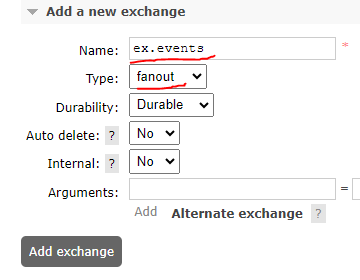 Add a new exchange
Name: ex.events *
Type: fanout
Durability: Durable
Auto delete: ? No
Internal: ? No
Arguments: =
Add Alternate exchange ?
Add exchange